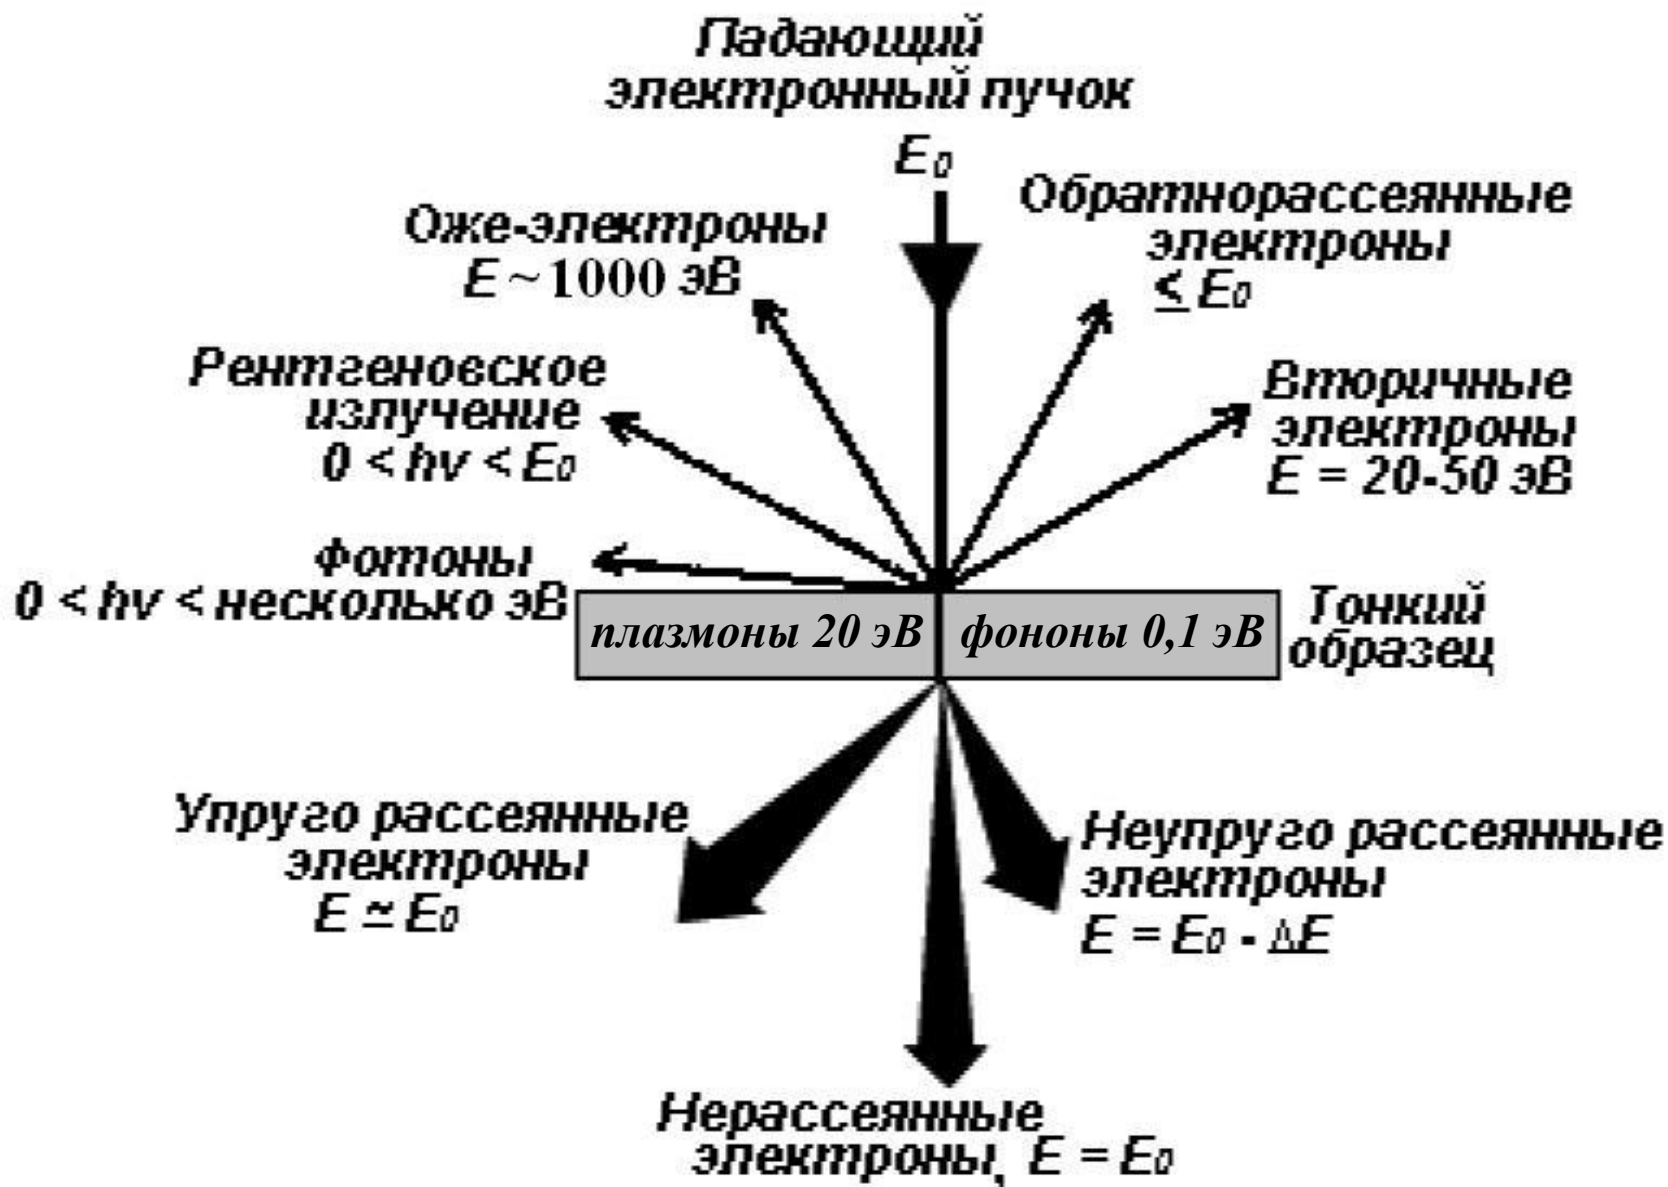 Падающий
электронный пучок
E₀
Оже-электроны
E ~ 1000 эВ
Обратнорассеянные
электроны
≤ E₀
Рентгеновское
излучение
0 < hν < E₀
Вторичные
электроны
E = 20-50 эВ
Фотоны
0 < hν < несколько эВ
плазмоны 20 эВ
фононы 0,1 эВ
Тонкий
образец
Упруго рассеянные
электроны
E ≃ E₀
Неупруго рассеянные
электроны
E = E₀ - ΔE
Нерассеянные
электроны, E = E₀